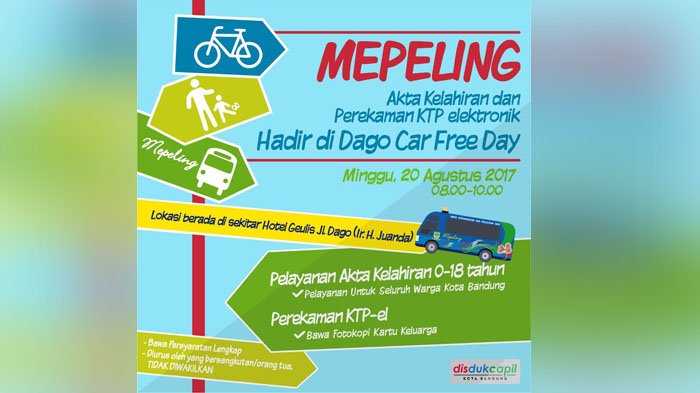 MEPELING
Akta Kelahiran dan
Perekaman KTP elektronik
Hadir di Dago Car Free Day
Minggu, 20 Agustus 2017
08.00-10.00
Mepeling
Lokasi berada di sekitar Hotel Geulis Jl. Dago (Ir. H. Juanda)
Pelayanan Akta Kelahiran 0-18 tahun
✓Pelayanan Untuk Seluruh Warga Kota Bandung
Perekaman KTP-el
✓Bawa Fotokopi Kartu Keluarga
- Bawa Persyaratan Lengkap
- Diurus oleh yang bersangkutan/orang tua,
TIDAK DIWAKILKAN
disdukcapil
KOTA BANDUNG